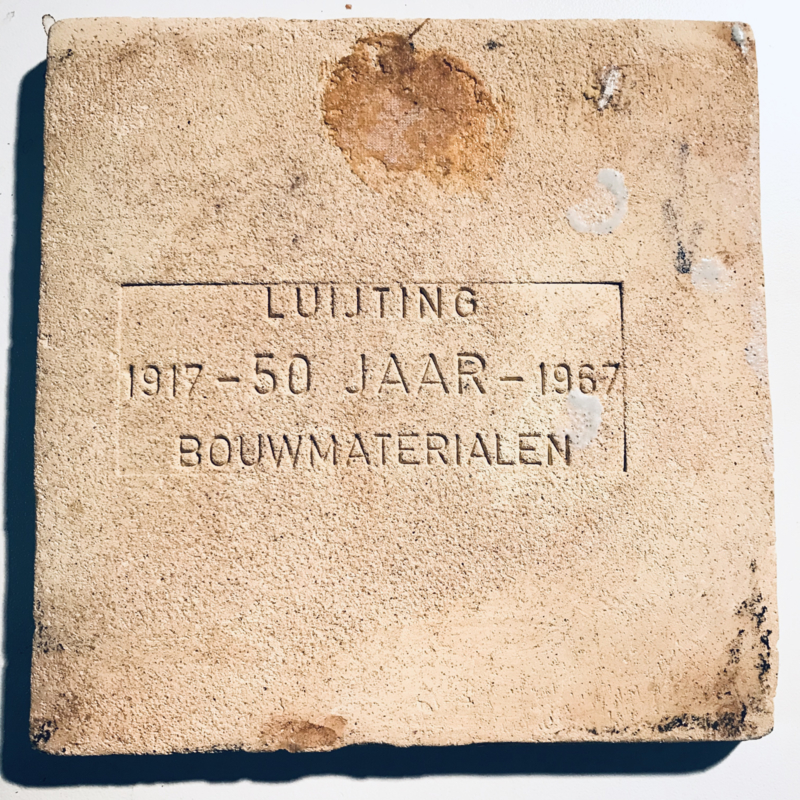 LUIJTING
1917 - 50 JAAR - 1967
BOUWMATERIALEN